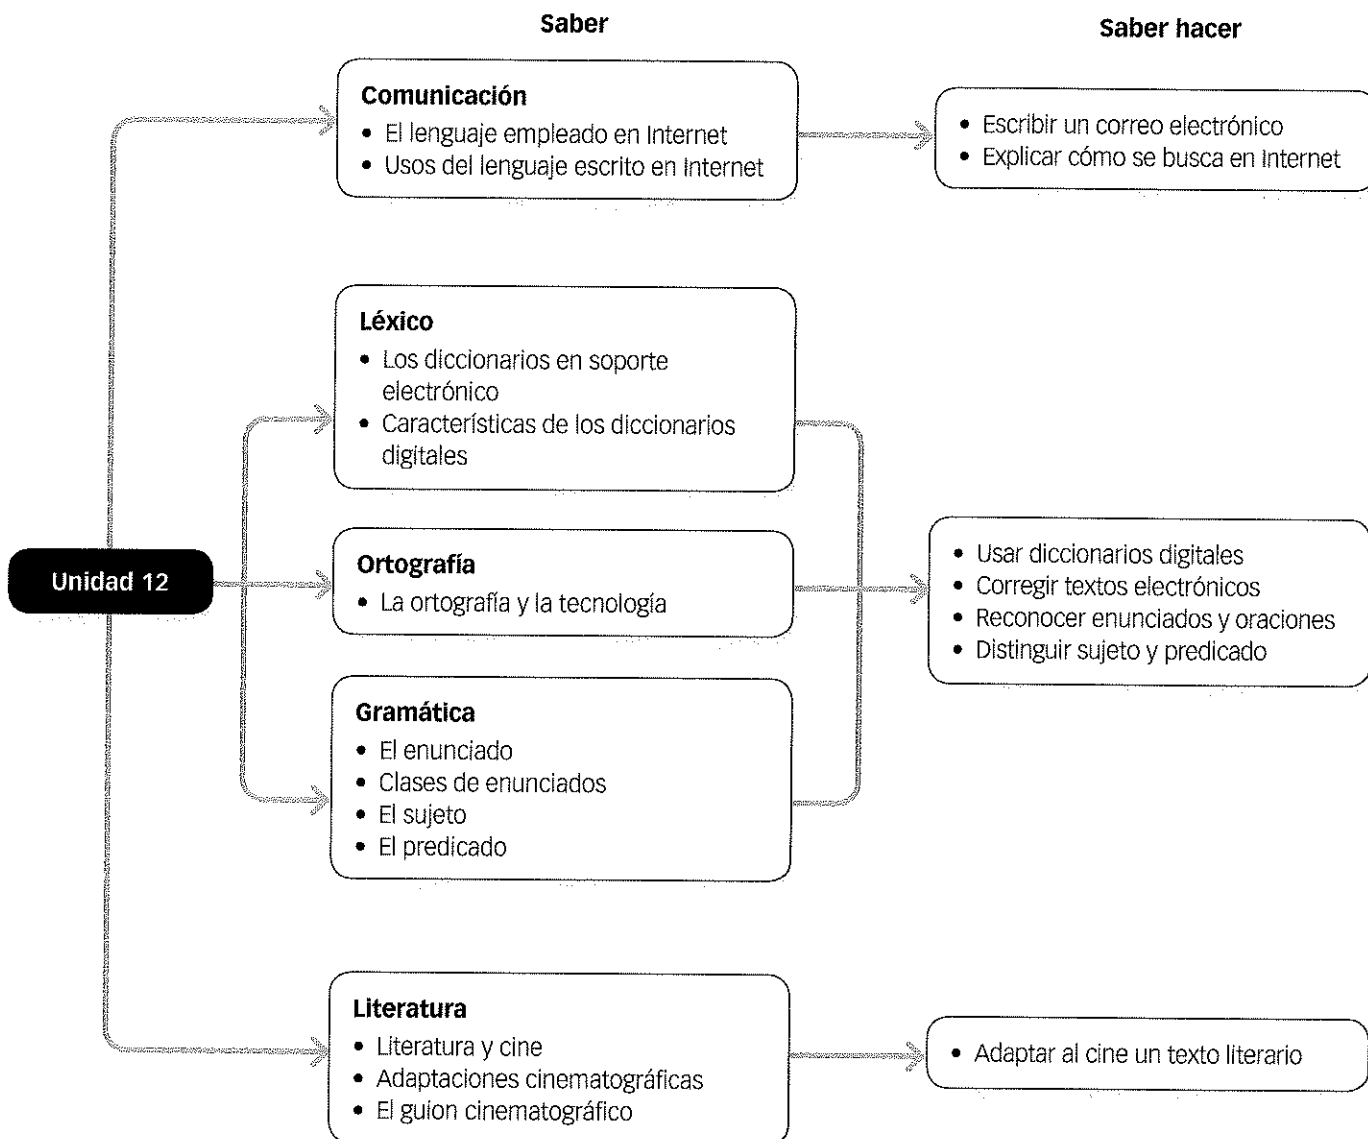 Saber
Saber hacer
Comunicación
• El lenguaje empleado en Internet
• Usos del lenguaje escrito en Internet
• Escribir un correo electrónico
• Explicar cómo se busca en Internet
Léxico
• Los diccionarios en soporte
electrónico
• Características de los diccionarios
digitales
Unidad 12
Ortografía
• La ortografía y la tecnología
• Usar diccionarios digitales
• Corregir textos electrónicos
• Reconocer enunciados y oraciones
• Distinguir sujeto y predicado
Gramática
• El enunciado
• Clases de enunciados
• El sujeto
• El predicado
Literatura
• Literatura y cine
• Adaptaciones cinematográficas
• El guion cinematográfico
• Adaptar al cine un texto literario